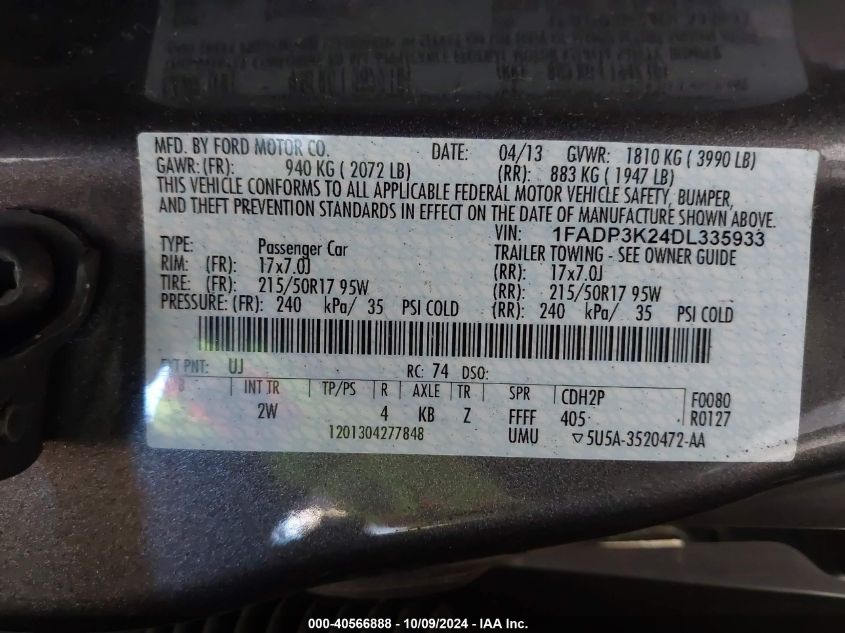 MFD. BY FORD MOTOR CO. DATE: 04/13 GVWR: 1810 KG ( 3990 LB)
GAWR: (FR): 940 KG ( 2072 LB) (RR): 883 KG ( 1947 LB)
THIS VEHICLE CONFORMS TO ALL APPLICABLE FEDERAL MOTOR VEHICLE SAFETY, BUMPER,
AND THEFT PREVENTION STANDARDS IN EFFECT ON THE DATE OF MANUFACTURE SHOWN ABOVE.
VIN: 1FADP3K24DL335933
TYPE: Passenger Car TRAILER TOWING - SEE OWNER GUIDE
RIM: (FR): 17x7.0J (RR): 17x7.0J
TIRE: (FR): 215/50R17 95W (RR): 215/50R17 95W
PRESSURE: (FR): 240 kPa/ 35 PSI COLD (RR): 240 kPa/ 35 PSI COLD
EXT PNT: UJ RC: 74 DSO:
INT TR TP/PS R AXLE TR SPR CDH2P F0080
2W 4 KB Z FFFF 405 R0127
1201304277848 UMU ▽5U5A-3520472-AA
000-40566888 - 10/09/2024 - IAA Inc.